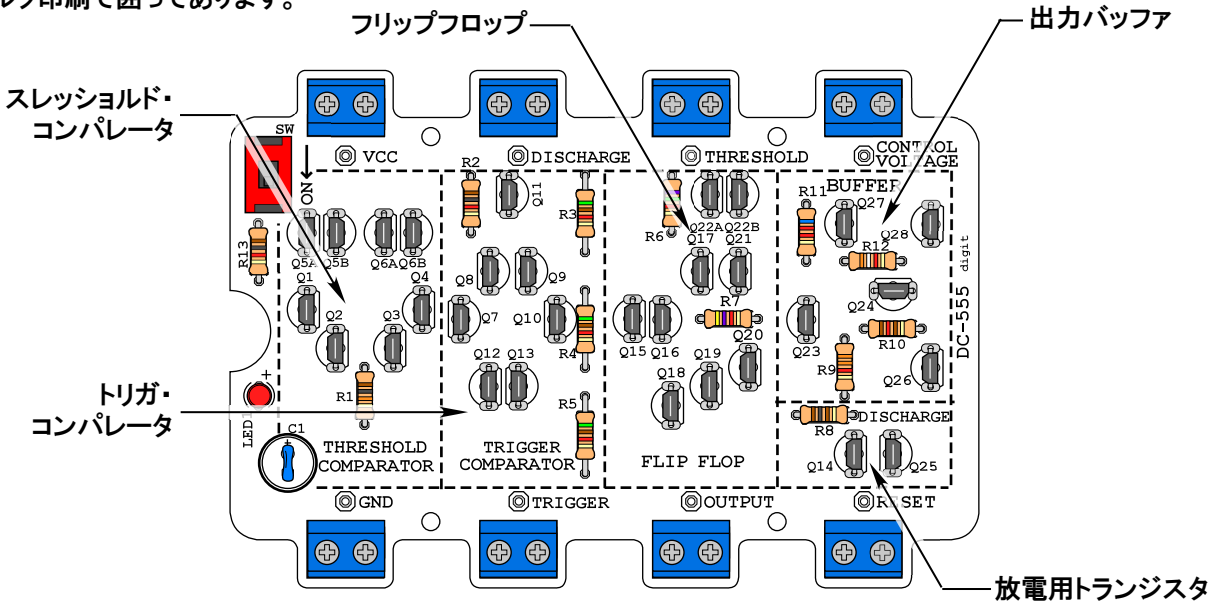 ルク印刷で囲ってあります。
フリップフロップ
出力バッファ
スレッショルド・
コンパレータ
トリガ・
コンパレータ
放電用トランジスタ
SW
ON
VCC
DISCHARGE
THRESHOLD
CONTROL
VOLTAGE
R13
Q5A Q5B Q6A Q6B
Q1
Q4
Q2
Q3
R1
LED1
+
C1
+
THRESHOLD
COMPARATOR
R2
Q11
R3
Q8
Q9
Q7
Q10
R4
Q12 Q13
R5
TRIGGER
COMPARATOR
R6
Q22A Q22B
Q17 Q21
R7
Q20
Q15 Q16
Q18
Q19
FLIP FLOP
R11
BUFFER
Q27
Q28
R12
Q24
Q23
R10
R9
Q26
R8
DISCHARGE
Q14
Q25
DC-555 digit
GND
TRIGGER
OUTPUT
RESET